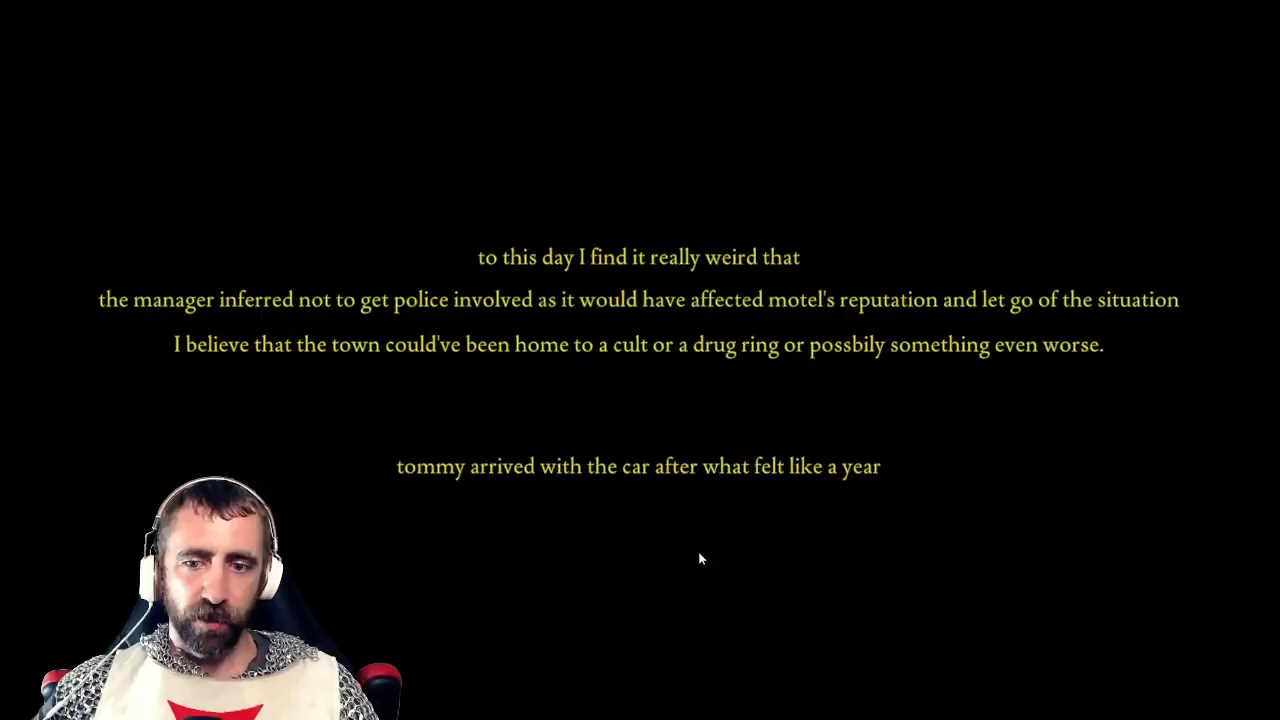 to this day I find it really weird that
the manager inferred not to get police involved as it would have affected motel's reputation and let go of the situation
I believe that the town could've been home to a cult or a drug ring or possbily something even worse.
tommy arrived with the car after what felt like a year